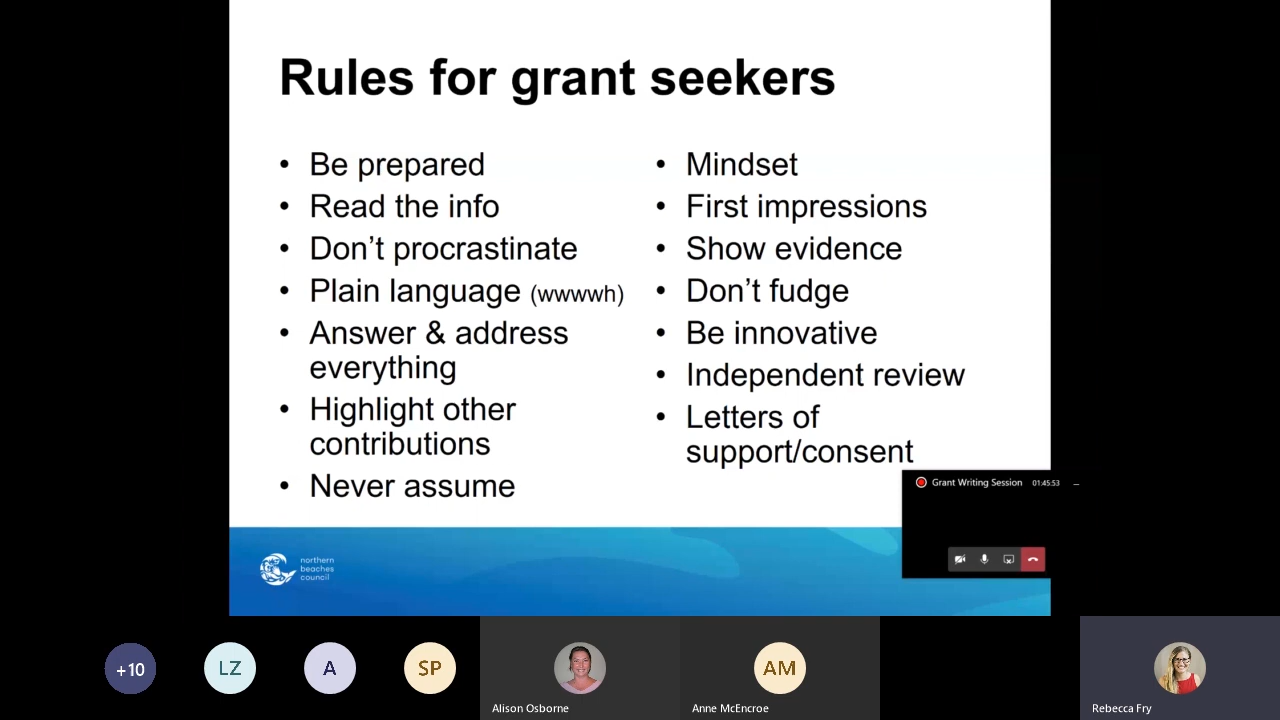 Rules for grant seekers
• Be prepared
• Read the info
• Don’t procrastinate
• Plain language (wwwwh)
• Answer & address
everything
• Highlight other
contributions
• Never assume
• Mindset
• First impressions
• Show evidence
• Don’t fudge
• Be innovative
• Independent review
• Letters of
support/consent
Grant Writing Session 01:45:53
northern
beaches
council
+10
LZ
A
SP
Alison Osborne
AM
Anne McEncroe
Rebecca Fry